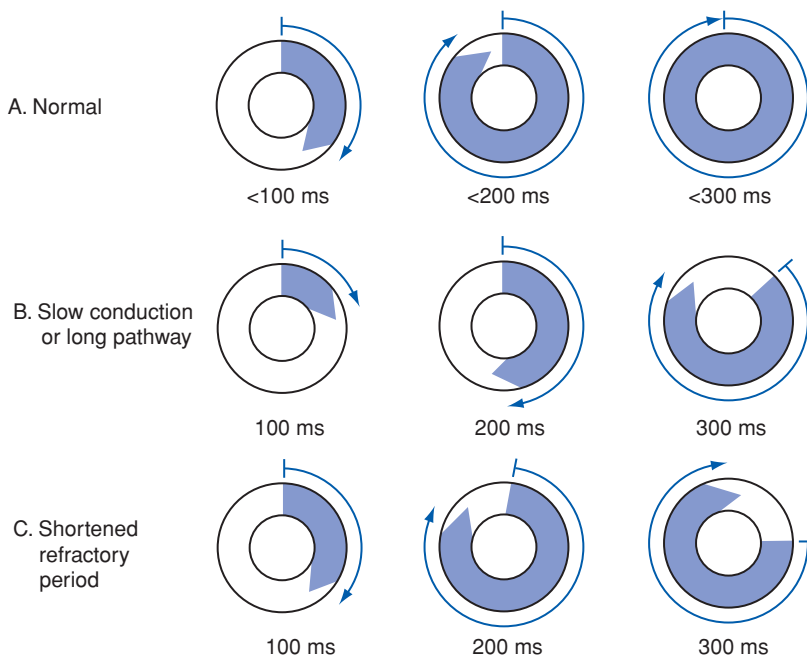 A. Normal
<100 ms
<200 ms
<300 ms
B. Slow conduction
or long pathway
100 ms
200 ms
300 ms
C. Shortened
refractory
period
100 ms
200 ms
300 ms